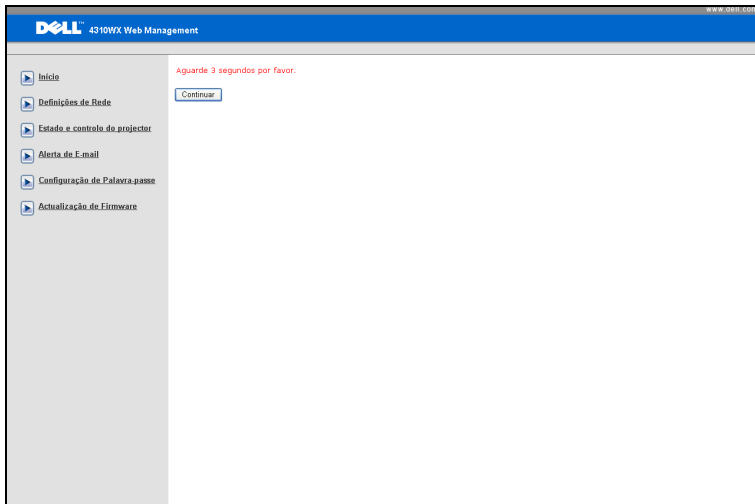 www.dell.com
DELL™ 4310WX Web Management
Início
Definições de Rede
Estado e controlo do projector
Alerta de E-mail
Configuração de Palavra-passe
Actualização de Firmware
Aguarde 3 segundos por favor.
Continuar